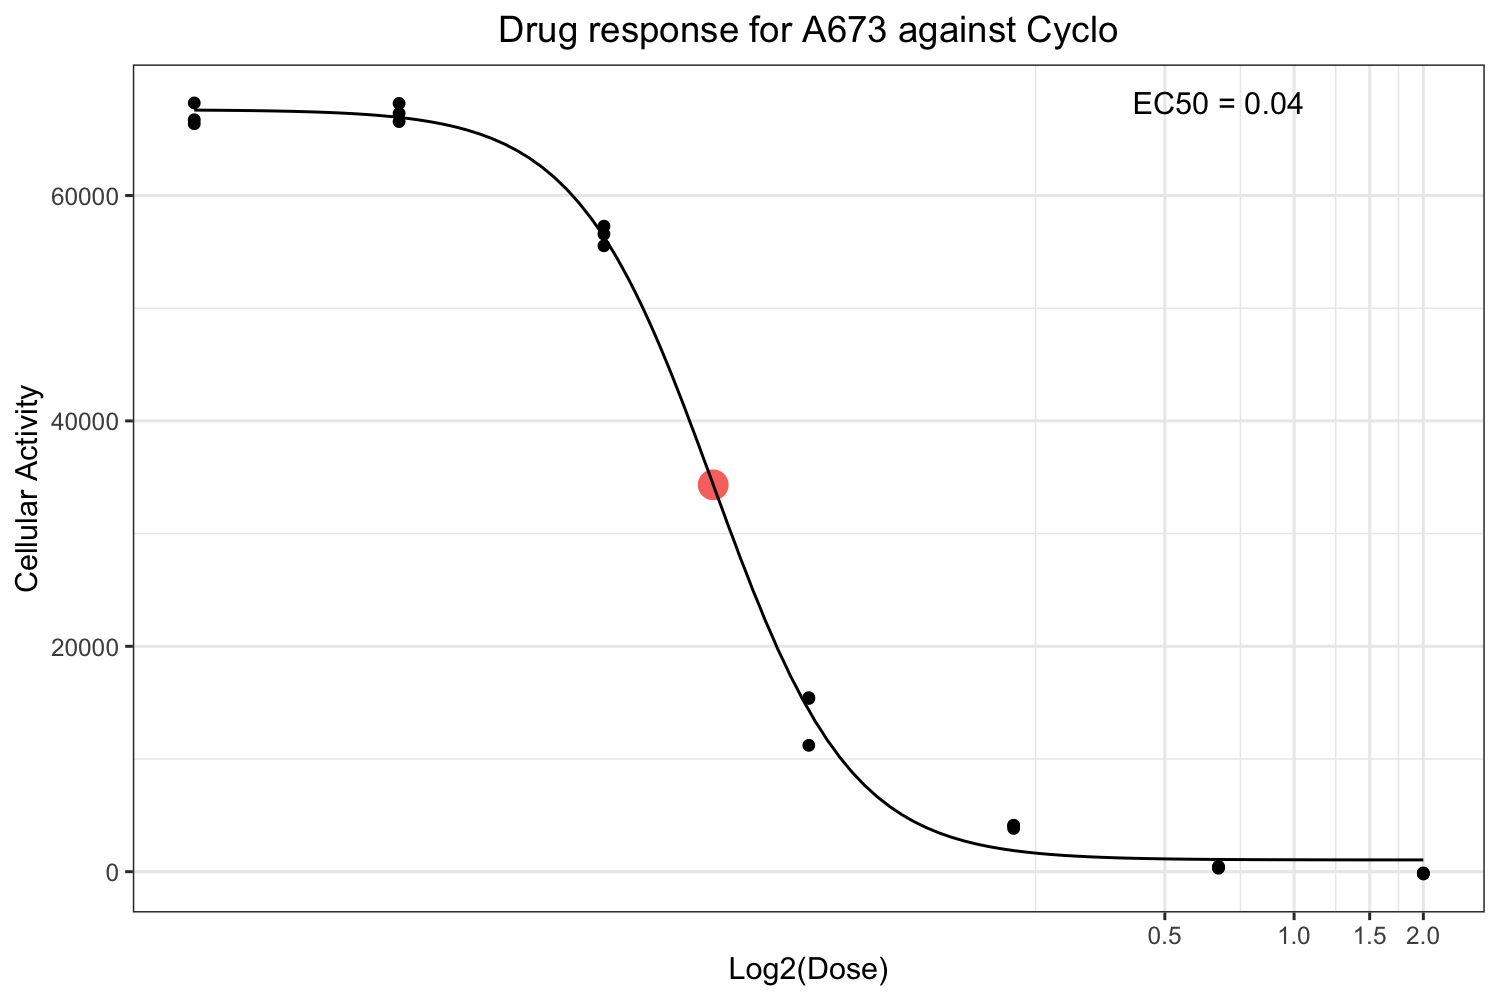 Drug response for A673 against Cyclo
EC50 = 0.04
60000
40000
20000
0
Cellular Activity
0.5 1.0 1.5 2.0
Log2(Dose)